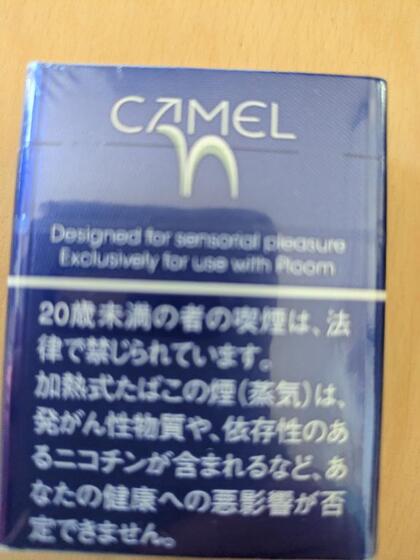 CAMEL
Designed for sensorial pleasure
Exclusively for use with Ploom
20歳未満の者の喫煙は、法
律で禁じられています。
加熱式たばこの煙(蒸気)は、
発がん性物質や、依存性のあ
るニコチンが含まれるなど、あ
なたの健康への悪影響が否
定できません。